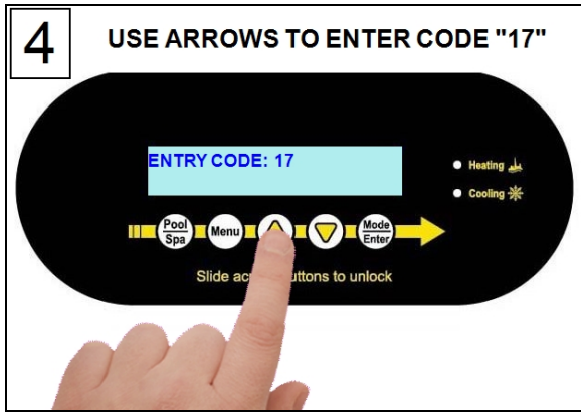 4
USE ARROWS TO ENTER CODE "17"
ENTRY CODE: 17
Heating
Cooling
Pool
Spa
Menu
Mode
Enter
Slide to unlock